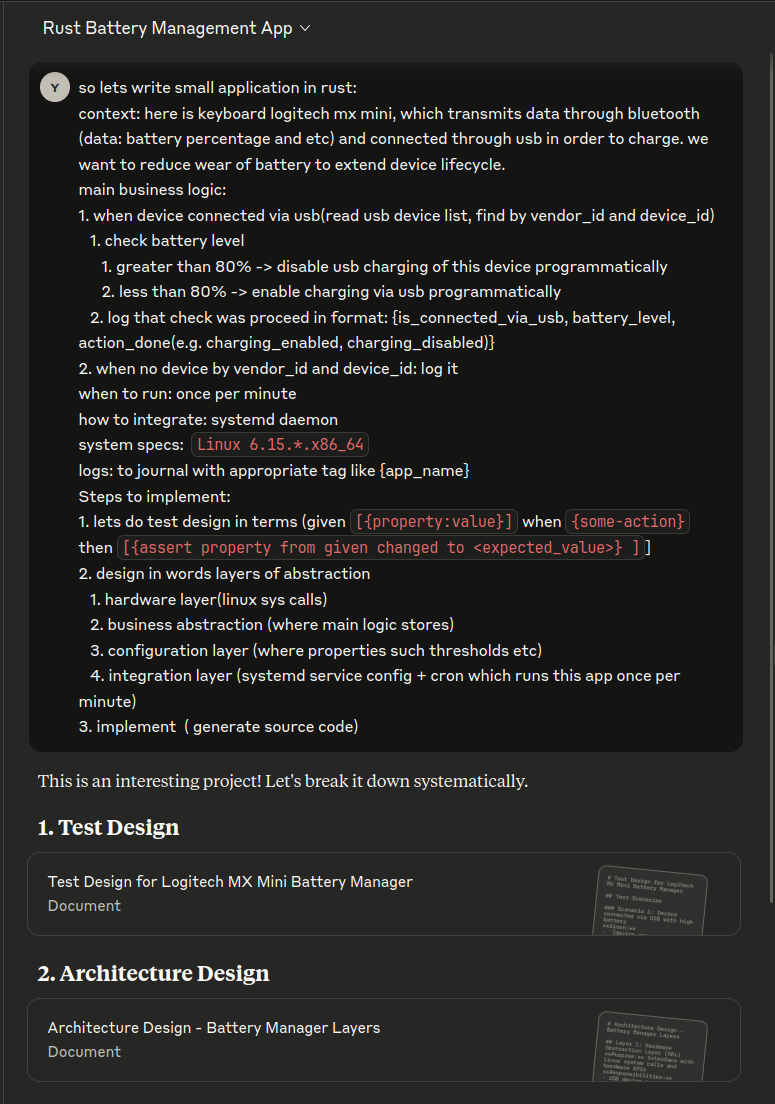 Rust Battery Management App
Y
so lets write small application in rust:
context: here is keyboard logitech mx mini, which transmits data through bluetooth
(data: battery percentage and etc) and connected through usb in order to charge. we
want to reduce wear of battery to extend device lifecycle.
main business logic:
1. when device connected via usb(read usb device list, find by vendor_id and device_id)
1. check battery level
1. greater than 80% -> disable usb charging of this device programmatically
2. less than 80% -> enable charging via usb programmatically
2. log that check was proceed in format: {is_connected_via_usb, battery_level,
action_done(e.g. charging_enabled, charging_disabled)}
2. when no device by vendor_id and device_id: log it
when to run: once per minute
how to integrate: systemd daemon
system specs: Linux 6.15.*.x86_64
logs: to journal with appropriate tag like {app_name}
Steps to implement:
1. lets do test design in terms (given [{property:value}] when {some-action}
then [{assert property from given changed to <expected_value>} ]]
2. design in words layers of abstraction
1. hardware layer(linux sys calls)
2. business abstraction (where main logic stores)
3. configuration layer (where properties such thresholds etc)
4. integration layer (systemd service config + cron which runs this app once per
minute)
3. implement ( generate source code)
This is an interesting project! Let's break it down systematically.
1. Test Design
Test Design for Logitech MX Mini Battery Manager
Document
# Test Design for Logitech
MX Mini Battery Manager
## Test Scenarios
### Scenario 1: Device
connected via USB with high
battery
**Given:**
2. Architecture Design
Architecture Design - Battery Manager Layers
Document
# Architecture Design -
Battery Manager Layers
## Layer 1: Hardware
Abstraction Layer (HAL)
**Purpose:** Interface with
Linux system calls and
hardware APIs
**Responsibilities:**